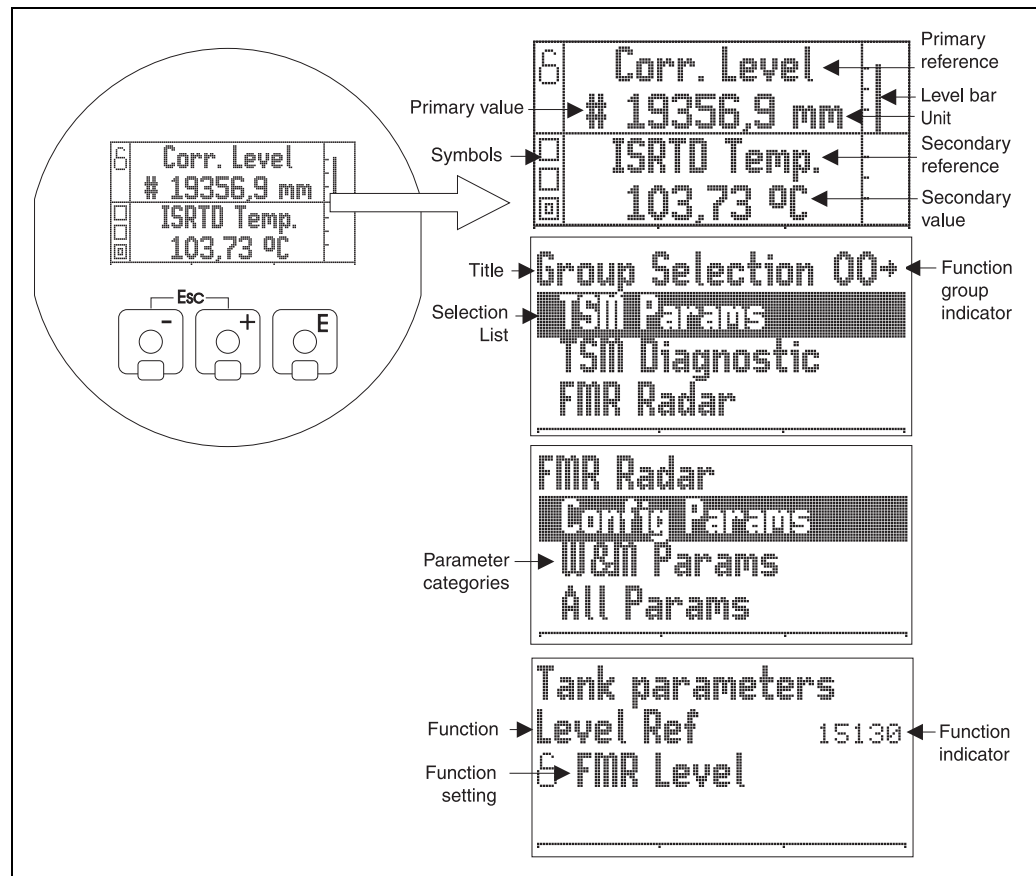 Corr. Level
# 19356,9 mm
ISRTD Temp.
103,73 ºC
Esc
-
+
E
Corr. Level
# 19356,9 mm
ISRTD Temp.
103,73 ºC
Primary value
Symbols
Primary
reference
Level bar
Unit
Secondary
reference
Secondary
value
Title
Selection
List
Group Selection 00→
TSM Params
TSM Diagnostic
FMR Radar
Function
group
indicator
FMR Radar
Config Params
W&M Params
All Params
Parameter
categories
Tank parameters
Level Ref 15130
FMR Level
Function
Function
setting
Function
indicator